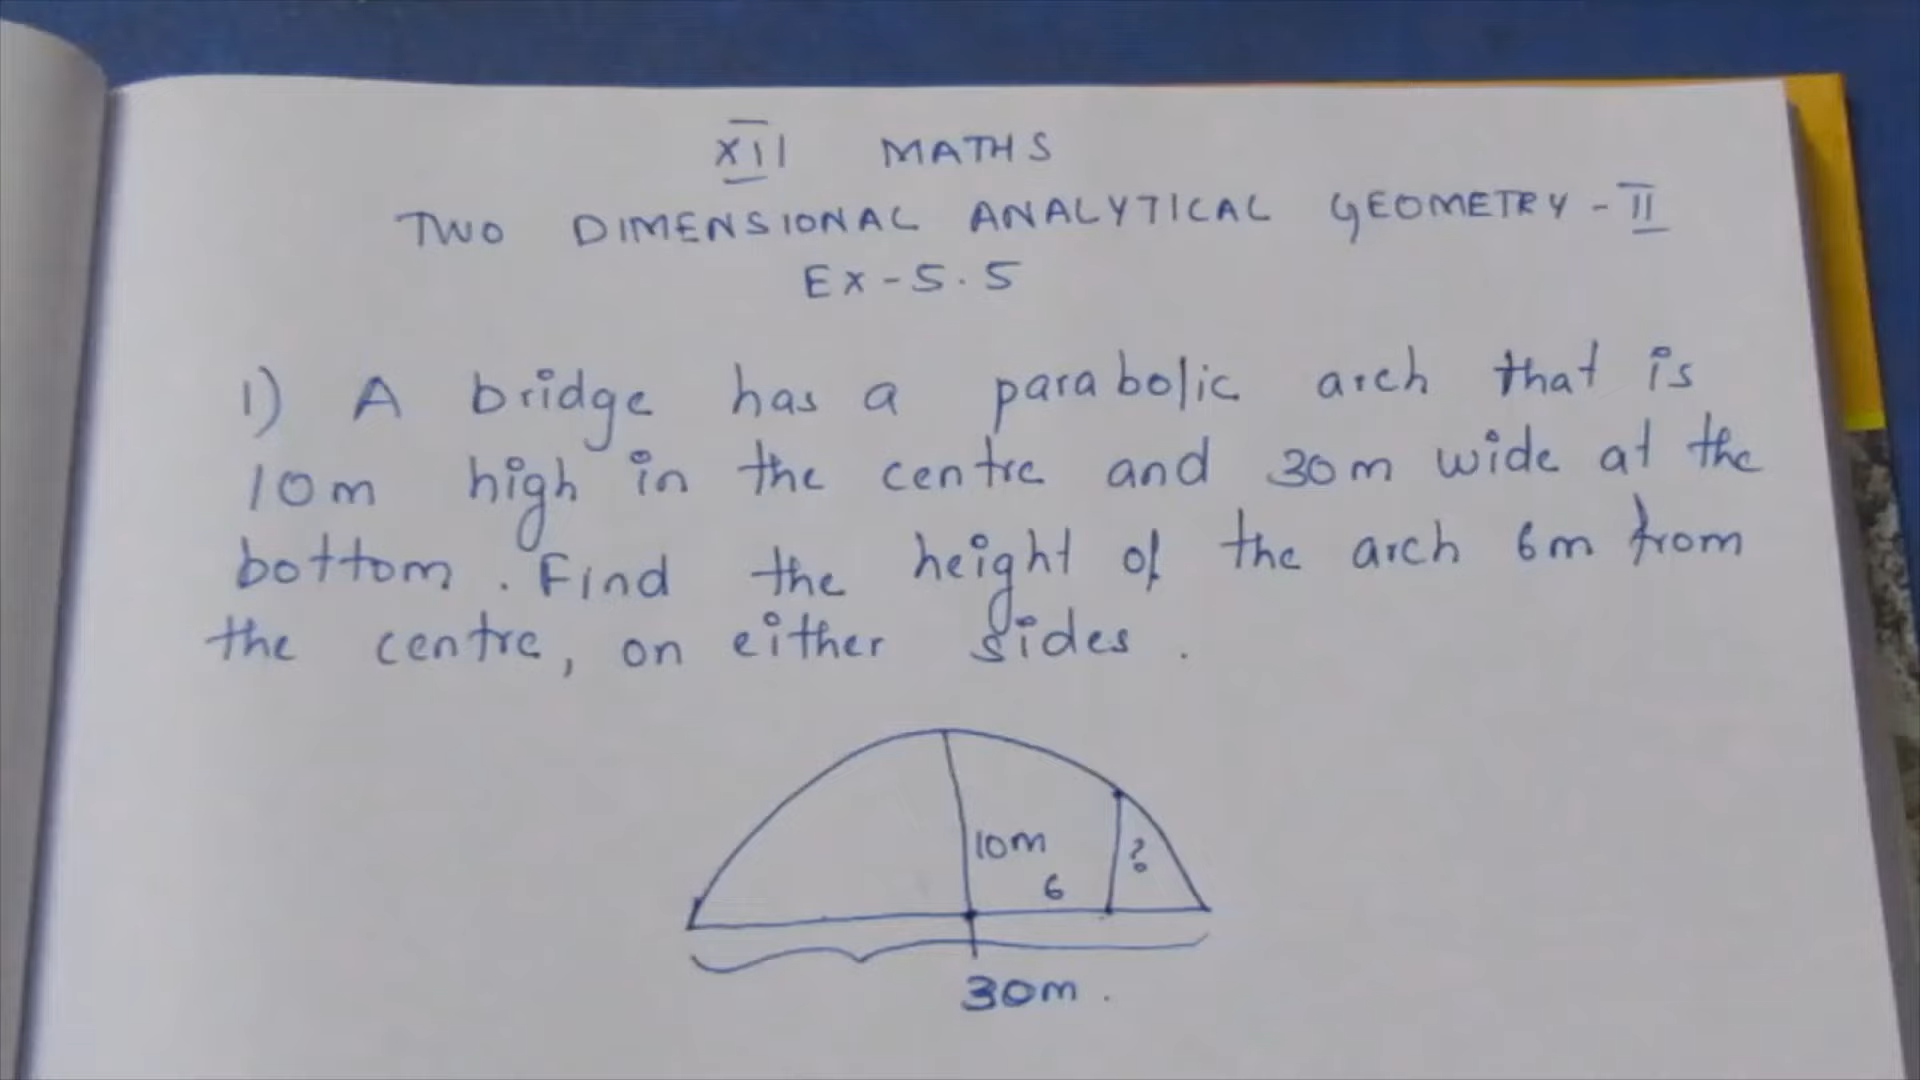 XII MATHS
TWO DIMENSIONAL ANALYTICAL GEOMETRY - II
EX - 5.5
1) A bridge has a parabolic arch that is
10m high in the centre and 30m wide at the
bottom. Find the height of the arch 6m from
the centre, on either sides.
10m
6
?
30m.